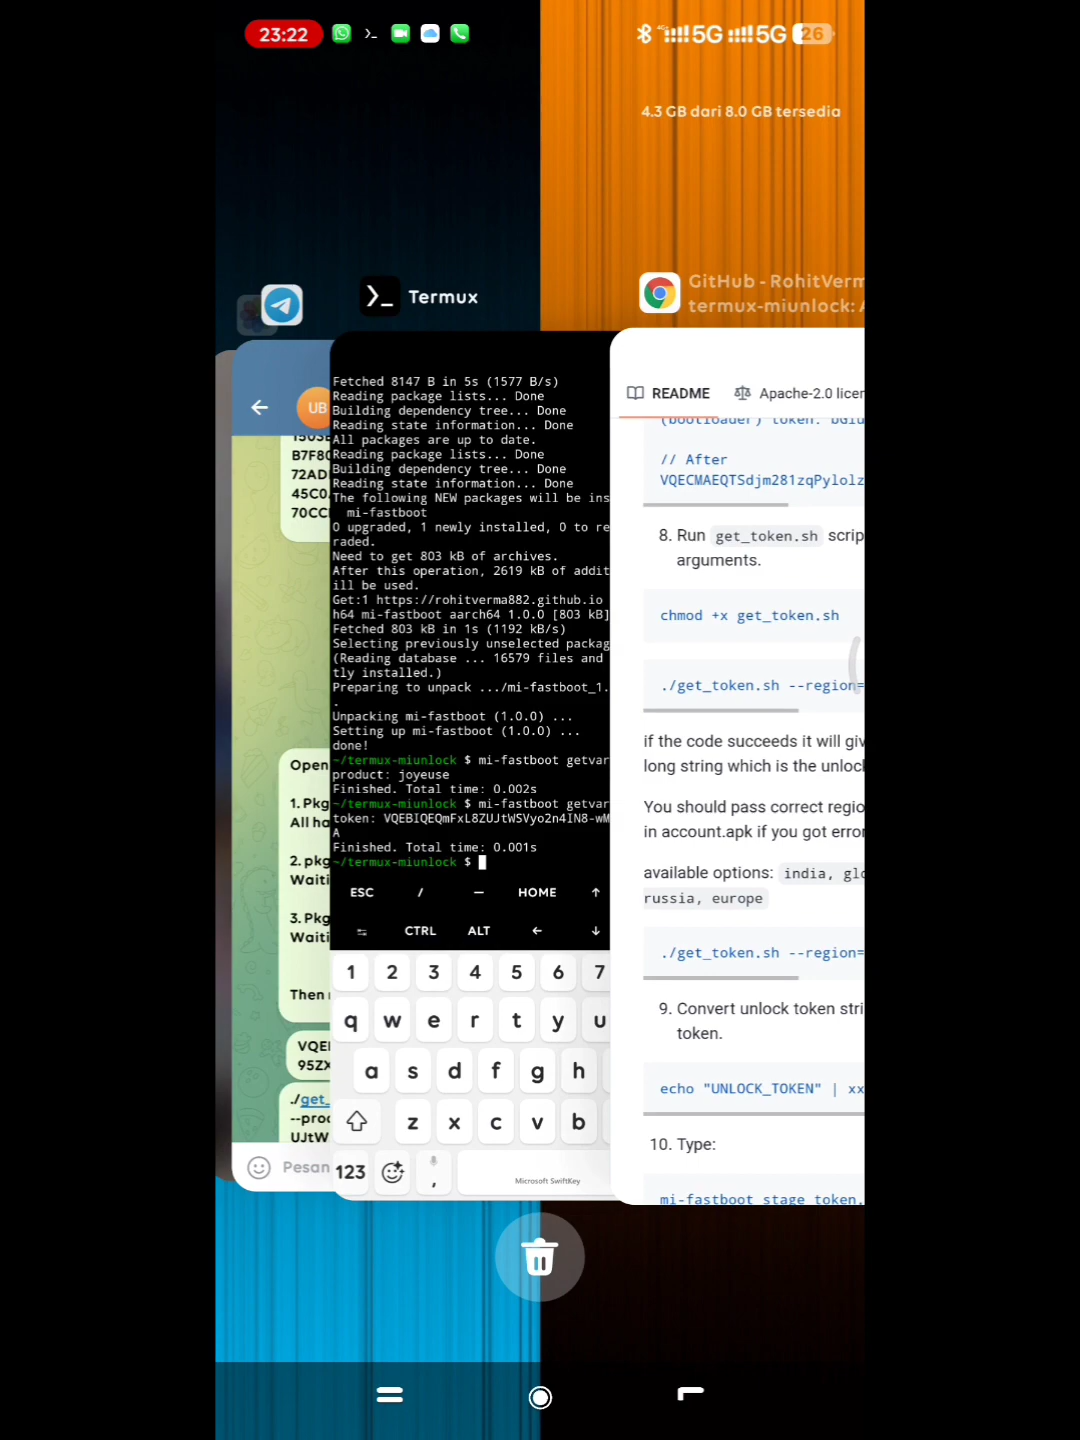 23:22
5G 5G 26
4.3 GB dari 8.0 GB tersedia
Termux
GitHub - RohitVerm
termux-miunlock:
UB
B7F80
72AD
45C0
70CC
Open
1. Pkg
All ha
2. pkg
Waiti
3. Pkg
Waiti
Then
VQE
95ZX
./get_
--pro
UJtW
Pesan
Fetched 8147 B in 5s (1577 B/s)
Reading package lists... Done
Building dependency tree... Done
Reading state information... Done
All packages are up to date.
Reading package lists... Done
Building dependency tree... Done
Reading state information... Done
The following NEW packages will be ins
mi-fastboot
0 upgraded, 1 newly installed, 0 to re
raded.
Need to get 803 kB of archives.
After this operation, 2619 kB of addit
ill be used.
Get:1 https://rohitverma882.github.io
h64 mi-fastboot aarch64 1.0.0 [803 kB]
Fetched 803 kB in 1s (1192 kB/s)
Selecting previously unselected packag
(Reading database ... 16579 files and
tly installed.)
Preparing to unpack .../mi-fastboot_1.
.
Unpacking mi-fastboot (1.0.0) ...
Setting up mi-fastboot (1.0.0) ...
done!
~/termux-miunlock $ mi-fastboot getvar
product: joyeuse
Finished. Total time: 0.002s
~/termux-miunlock $ mi-fastboot getvar
token: VQEBIQEQmFxL8ZUJtWSVyo2n4IN8-wM
A
Finished. Total time: 0.001s
~/termux-miunlock $
ESC / — HOME ↑
CTRL ALT ← ↓
1 2 3 4 5 6 7
q w e r t y u
a s d f g h
z x c v b
123 , Microsoft SwiftKey
README Apache-2.0 licen
(bootloader) token:
// After
VQECMAEQTSdjm281zqPylolz
8. Run get_token.sh scrip
arguments.
chmod +x get_token.sh
./get_token.sh --region=
if the code succeeds it will giv
long string which is the unloc
You should pass correct regio
in account.apk if you got error
available options: india, glo
russia, europe
./get_token.sh --region=
9. Convert unlock token stri
token.
echo "UNLOCK_TOKEN" | xx
10. Type:
mi-fastboot stage token.